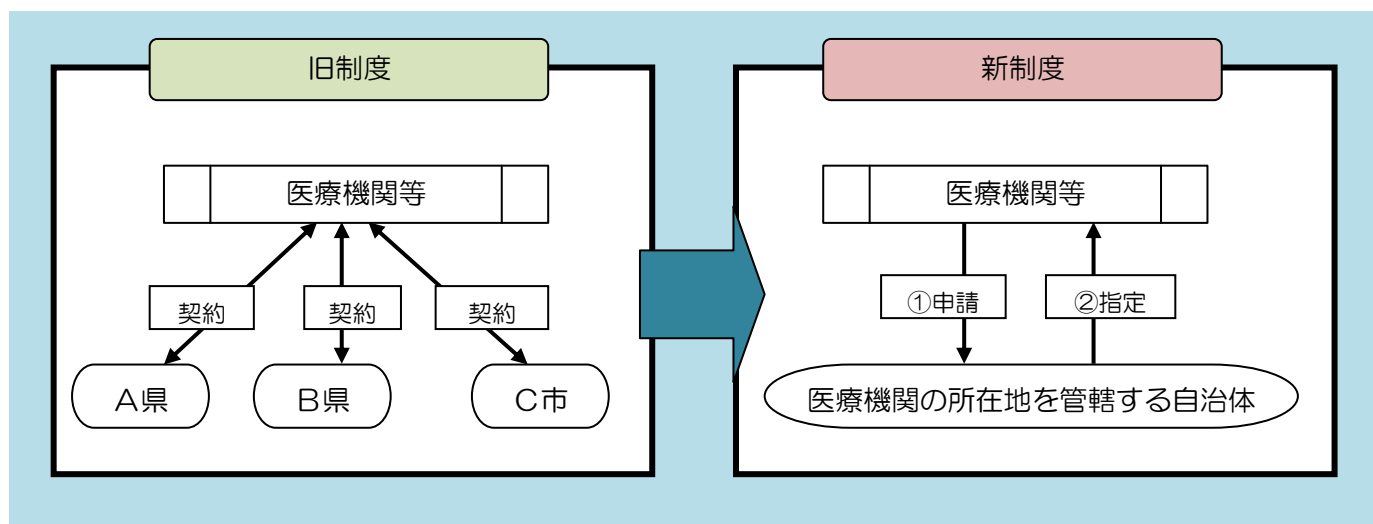 旧制度
医療機関等
契約
契約
契約
A県
B県
C市
新制度
医療機関等
①申請
②指定
医療機関の所在地を管轄する自治体